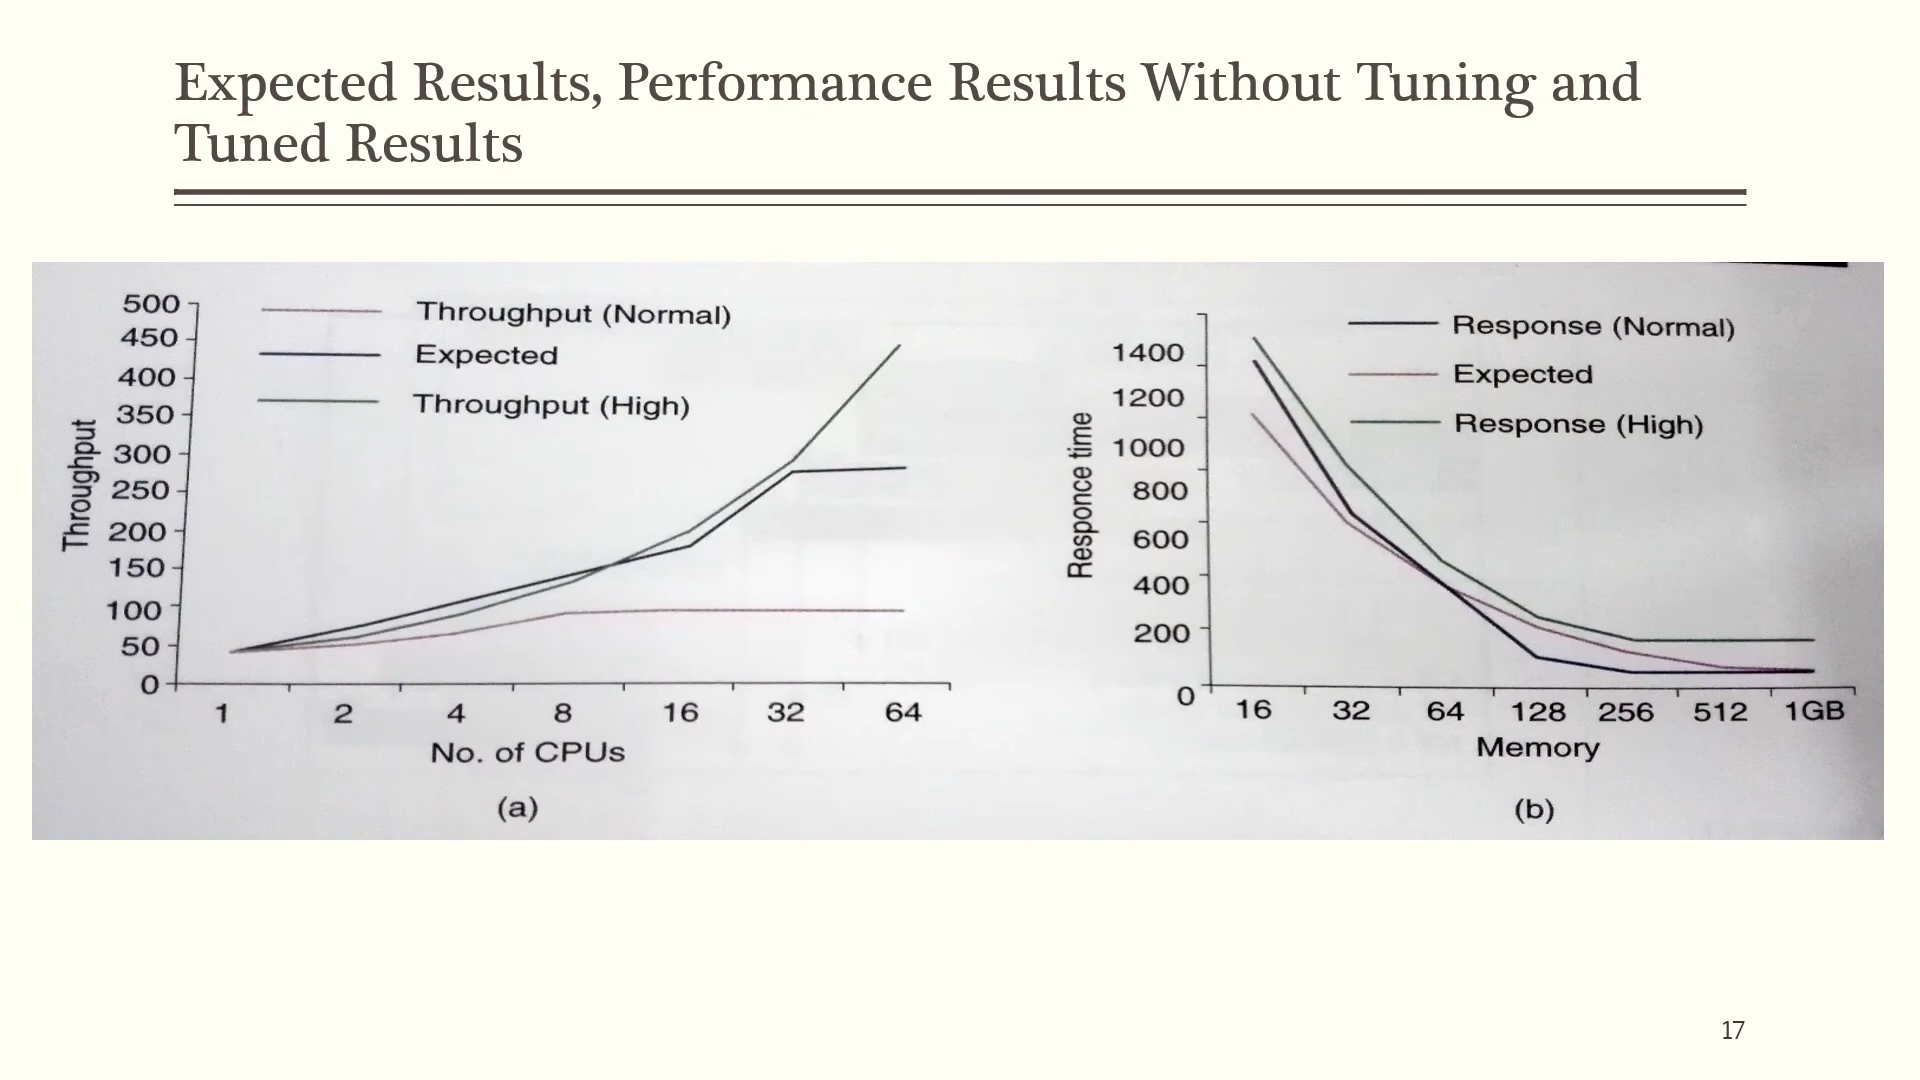 Expected Results, Performance Results Without Tuning and
Tuned Results
500
450
400
350
300
250
200
150
100
50
0
Throughput
Throughput (Normal)
Expected
Throughput (High)
1 2 4 8 16 32 64
No. of CPUs
(a)
1400
1200
1000
800
600
400
200
0
Responce time
Response (Normal)
Expected
Response (High)
16 32 64 128 256 512 1GB
Memory
(b)
17